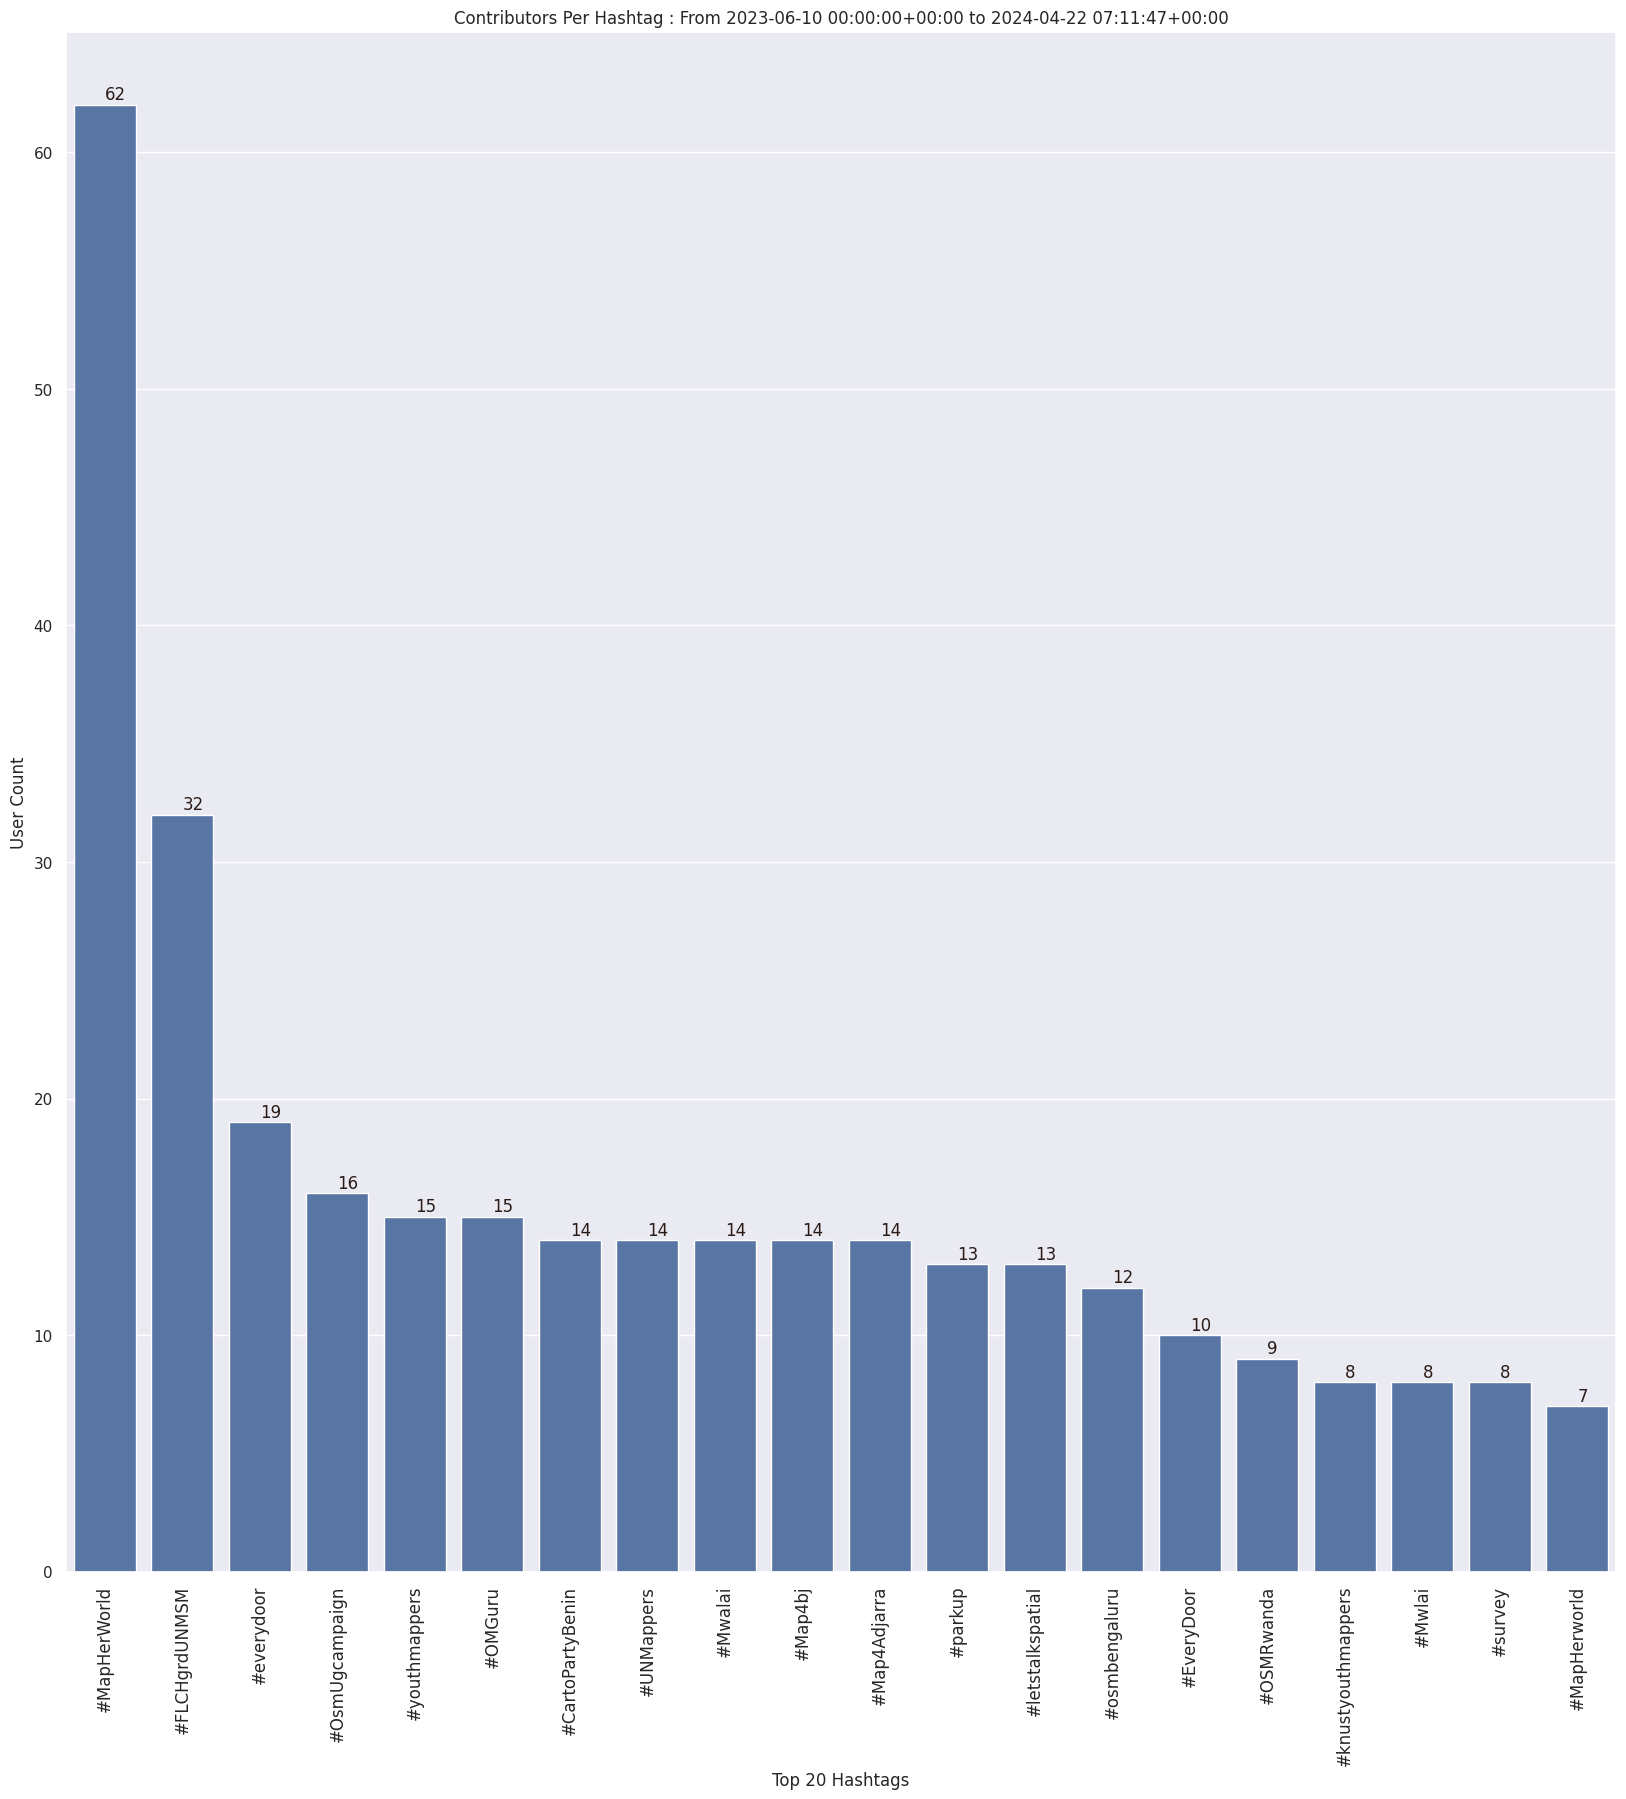 Contributors Per Hashtag : From 2023-06-10 00:00:00+00:00 to 2024-04-22 07:11:47+00:00
User Count
60
50
40
30
20
10
0
62
32
19
16
15
15
14
14
14
14
14
13
13
12
10
9
8
8
8
7
#MapHerWorld
#FLCHgrdUNMSM
#everydoor
#OsmUgcampaign
#youthmappers
#OMGuru
#CartoPartyBenin
#UNMappers
#Mwalai
#Map4bj
#Map4Adjarra
#parkup
#letstalkspatial
#osmbengaluru
#EveryDoor
#OSMRwanda
#knustyouthmappers
#Mwlai
#survey
#MapHerworld
Top 20 Hashtags